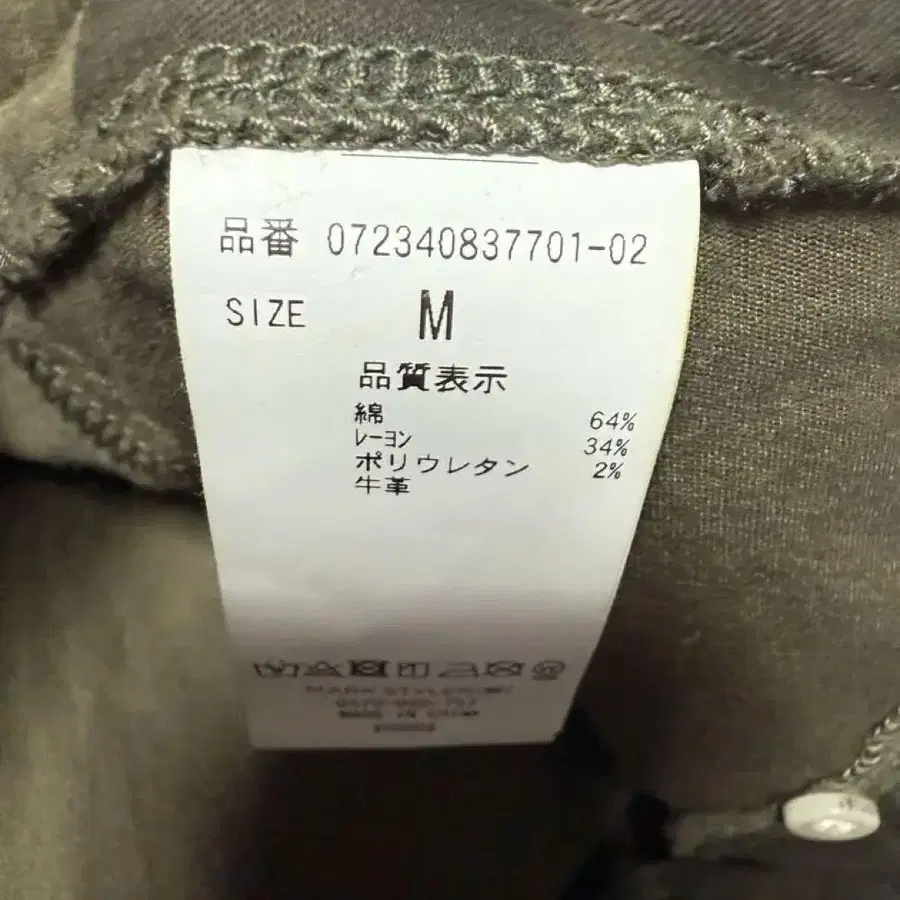 品番 072340837701-02
SIZE M
品質表示
綿 64%
レーヨン 34%
ポリウレタン 2%
牛革
MADE IN CHINA